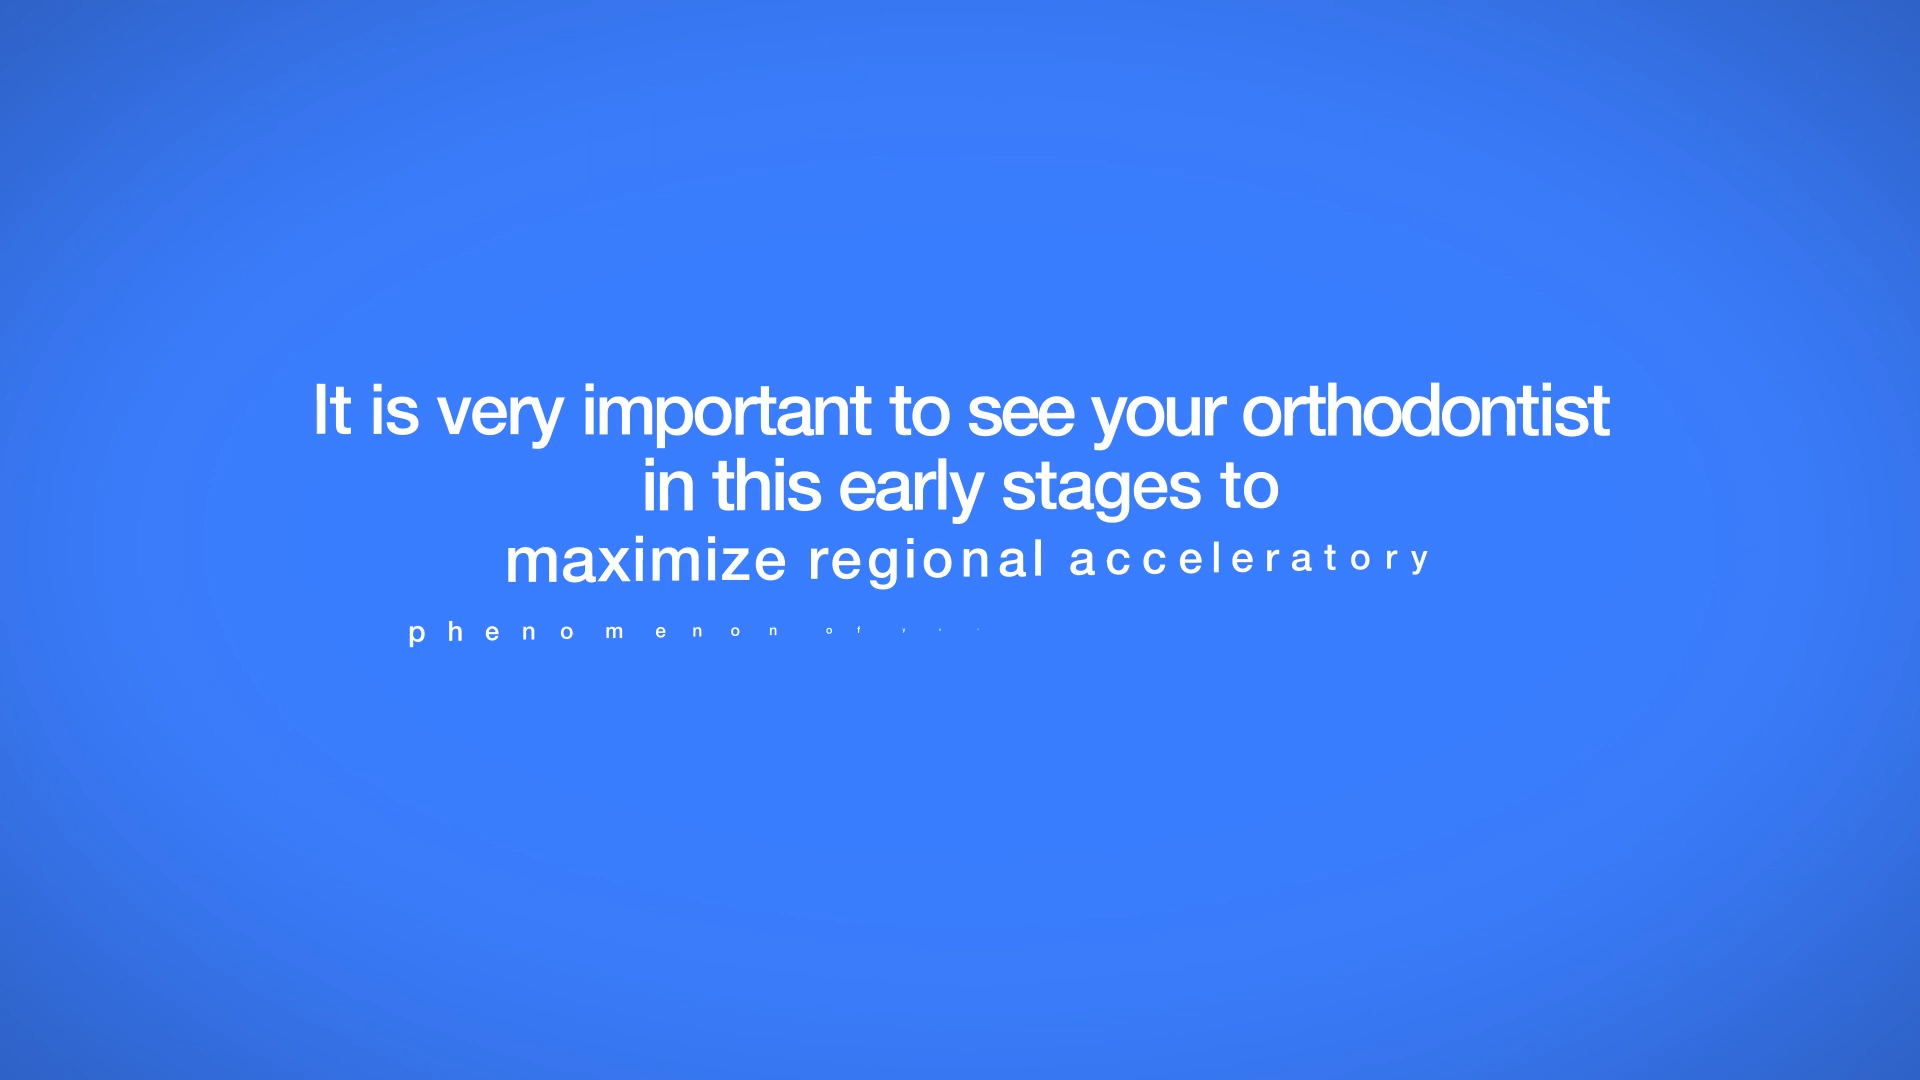 It is very important to see your orthodontist
in this early stages to
maximize regional acceleratory
phenomenon of